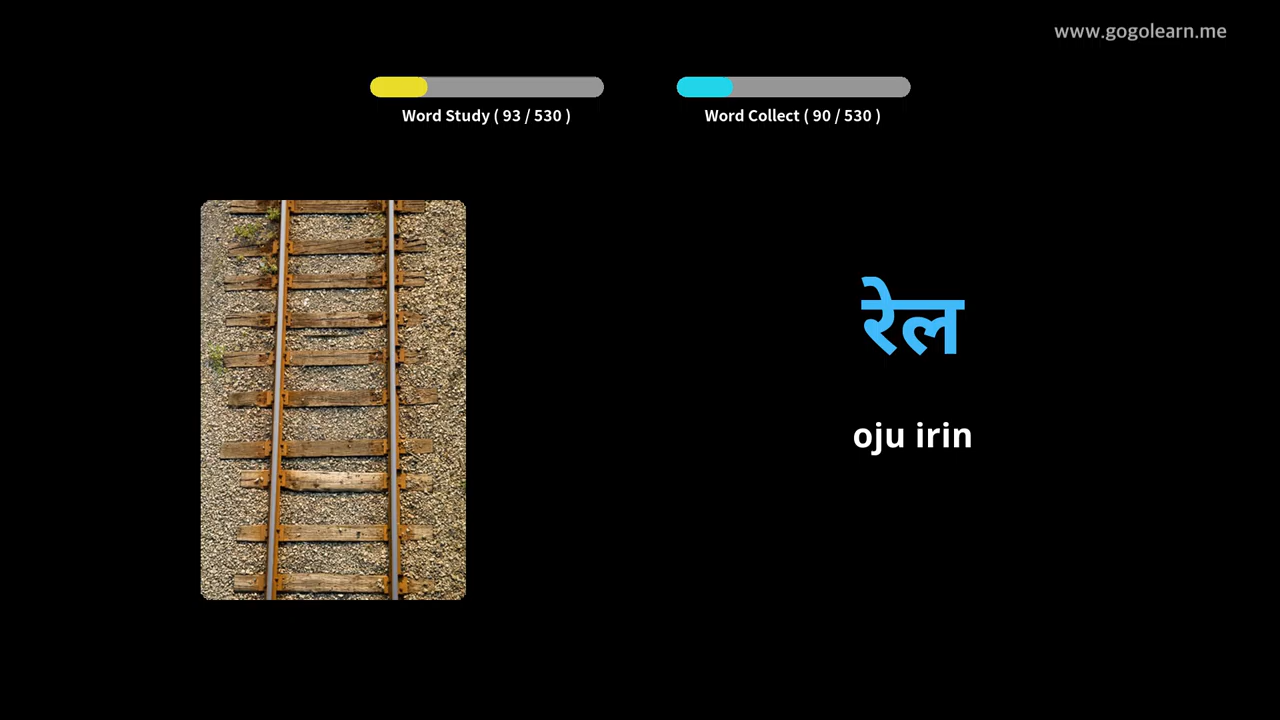 www.gogolearn.me
Word Study ( 93 / 530 )
Word Collect ( 90 / 530 )
रेल
oju irin